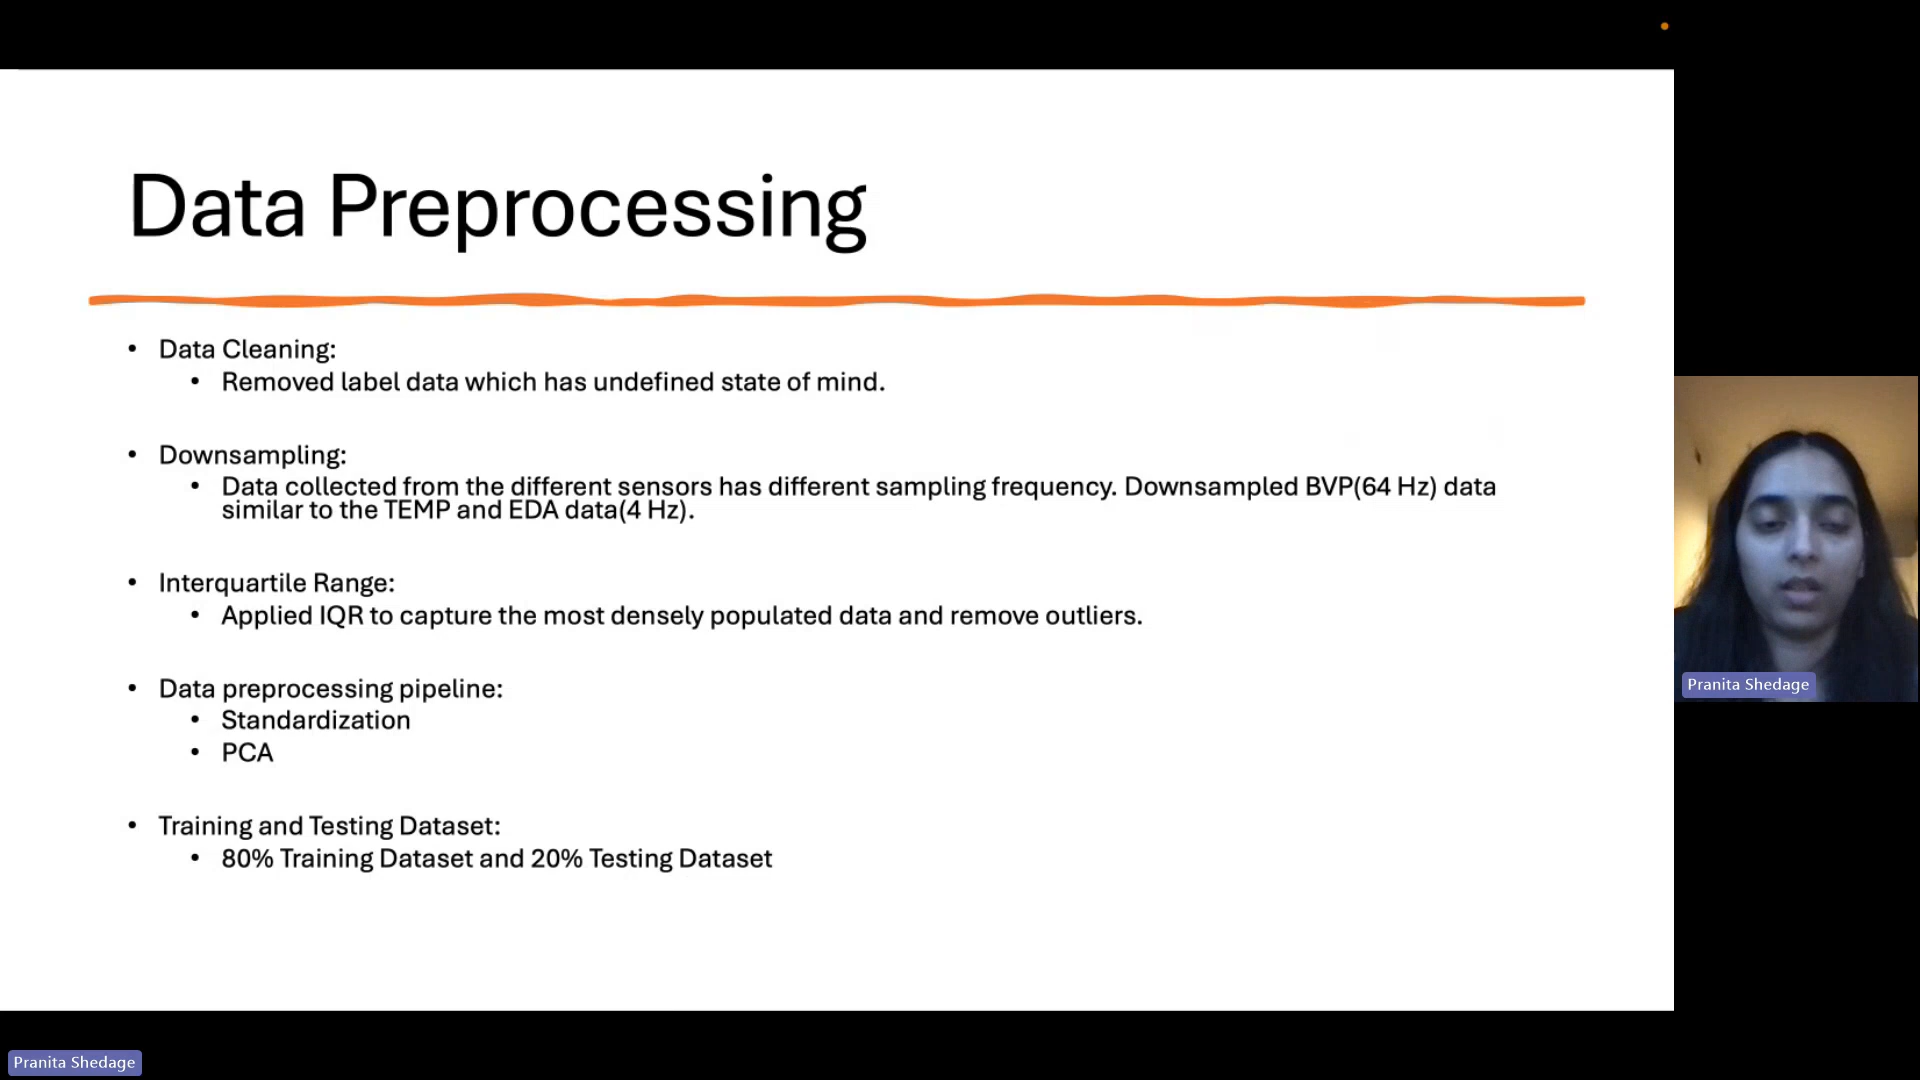 Data Preprocessing
• Data Cleaning:
• Removed label data which has undefined state of mind.
• Downsampling:
• Data collected from the different sensors has different sampling frequency. Downsampled BVP(64 Hz) data
similar to the TEMP and EDA data(4 Hz).
• Interquartile Range:
• Applied IQR to capture the most densely populated data and remove outliers.
• Data preprocessing pipeline:
• Standardization
• PCA
• Training and Testing Dataset:
• 80% Training Dataset and 20% Testing Dataset
Pranita Shedage
Pranita Shedage